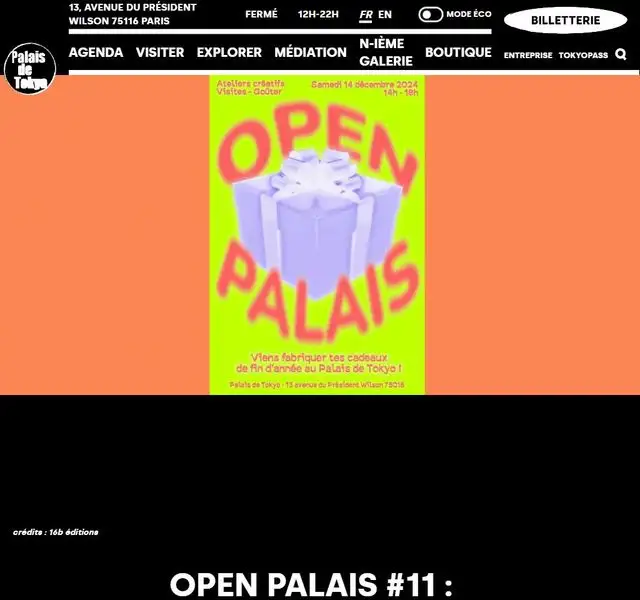 13, AVENUE DU PRÉSIDENT
WILSON 75116 PARIS
FERMÉ
12H-22H
FR EN
MODE ÉCO
BILLETTERIE
Palais
de
Tokyo
AGENDA
VISITER
EXPLORER
MÉDIATION
N-IÈME
GALERIE
BOUTIQUE
ENTREPRISE
TOKYOPASS
Ateliers créatifs
Visites - Goûter
Samedi 14 décembre 2024
14h - 18h
OPEN
PALAIS
Viens fabriquer tes cadeaux
de fin d'année au Palais de Tokyo !
Palais de Tokyo - 13 avenue du Président Wilson 75016
crédits : 16b éditions
OPEN PALAIS #11 :